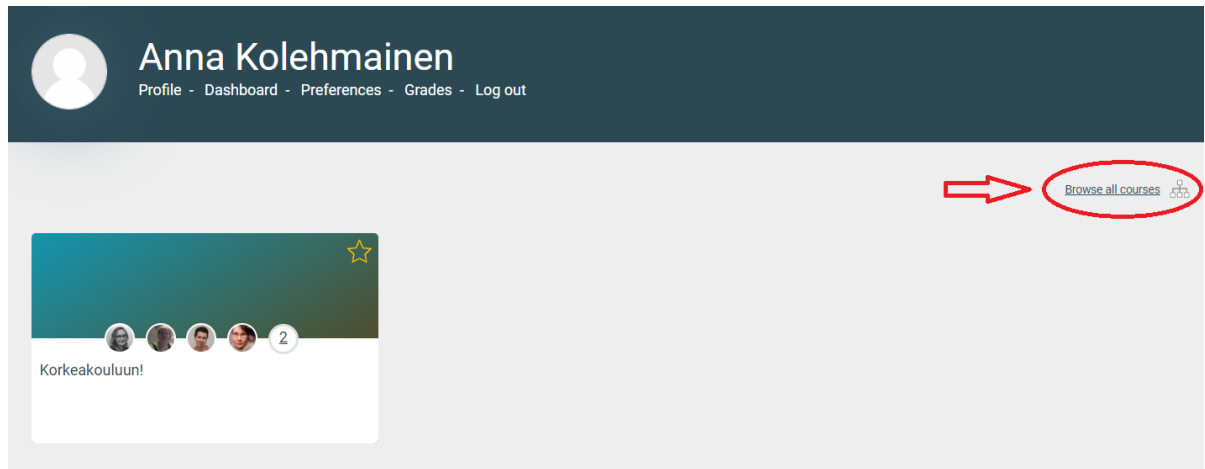 Anna Kolehmainen
Profile - Dashboard - Preferences - Grades - Log out
Browse all courses
2
Korkeakouluun!